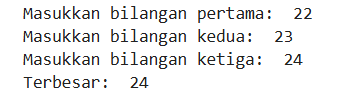 Masukkan bilangan pertama:  22
Masukkan bilangan kedua:  23
Masukkan bilangan ketiga:  24
Terbesar:  24